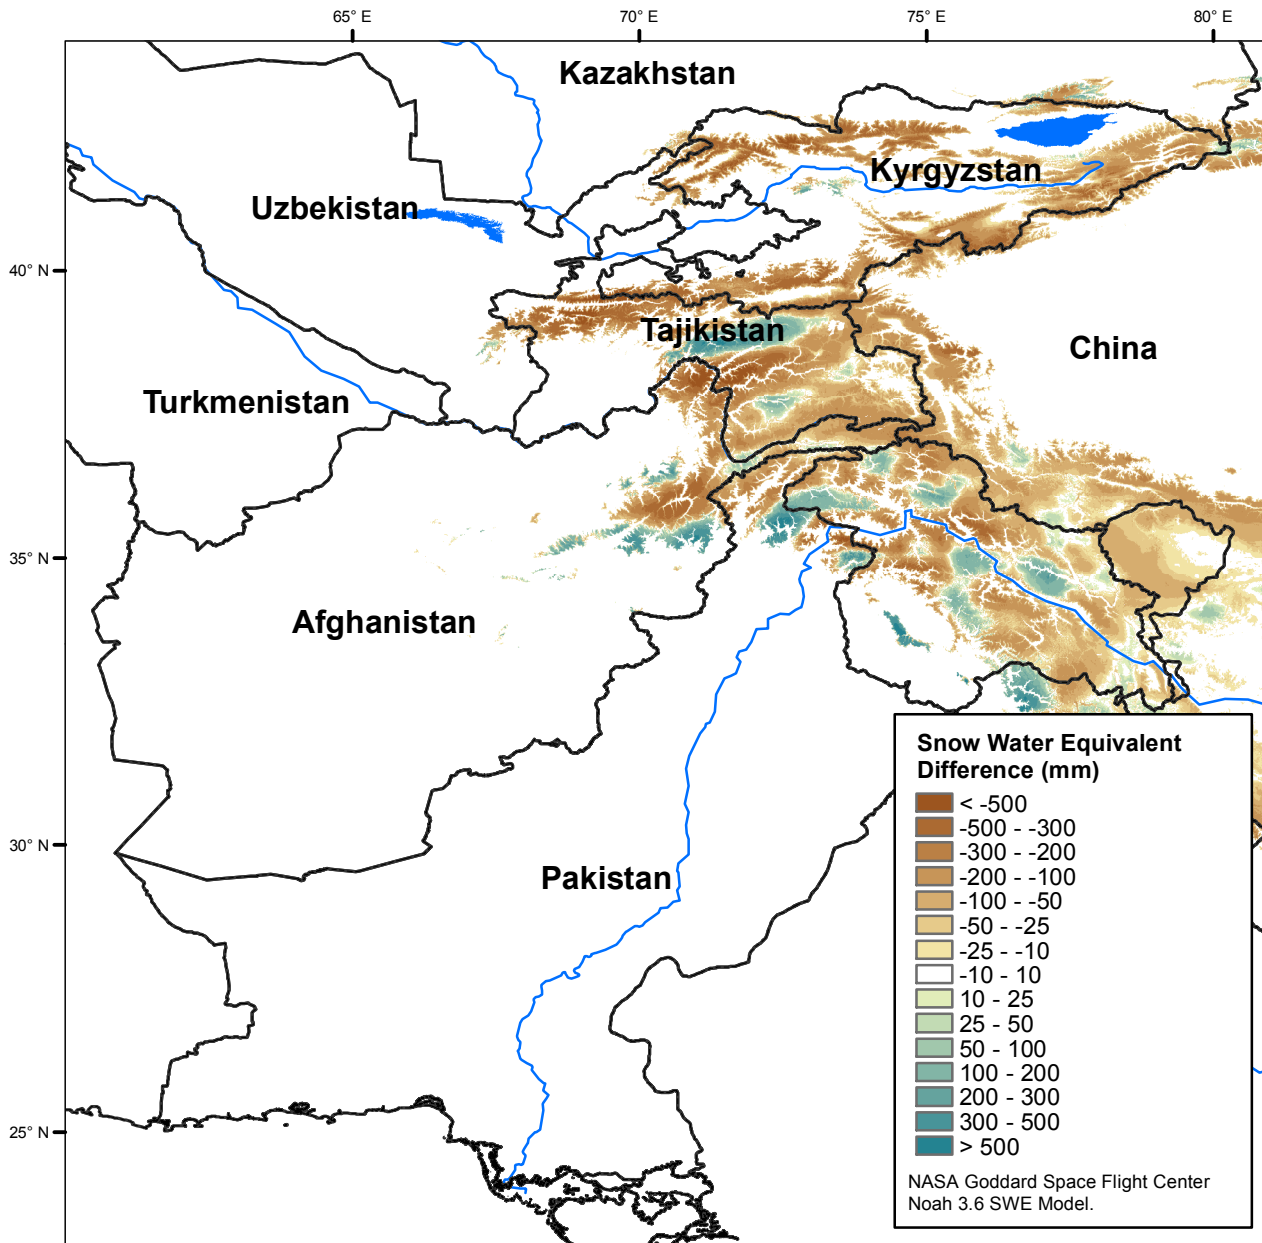 65° E
70° E
75° E
80° E
Kazakhstan
Kyrgyzstan
Uzbekistan
40° N
Tajikistan
China
Turkmenistan
35° N
Afghanistan
30° N
Pakistan
25° N
Snow Water Equivalent
Difference (mm)
< -500
-500 - -300
-300 - -200
-200 - -100
-100 - -50
-50 - -25
-25 - -10
-10 - 10
10 - 25
25 - 50
50 - 100
100 - 200
200 - 300
300 - 500
> 500
NASA Goddard Space Flight Center
Noah 3.6 SWE Model.